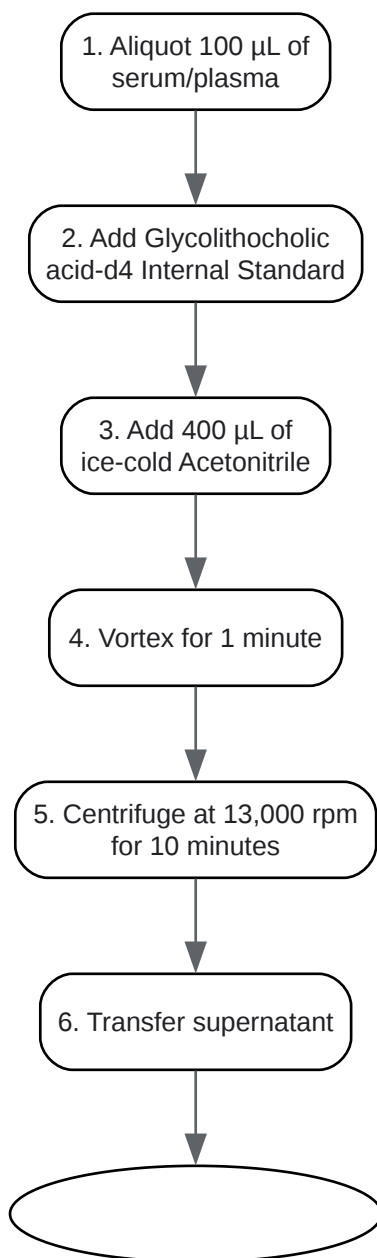 1. Aliquot 100 µL of
serum/plasma
2. Add Glycolithocholic
acid-d4 Internal Standard
3. Add 400 µL of
ice-cold Acetonitrile
4. Vortex for 1 minute
5. Centrifuge at 13,000 rpm
for 10 minutes
6. Transfer supernatant